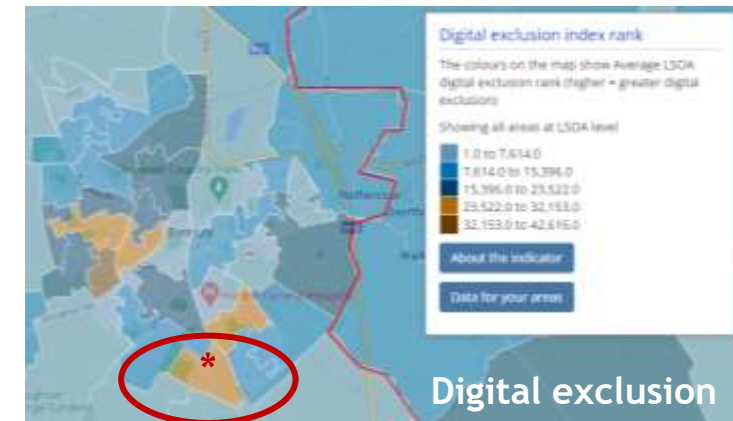 Digital exclusion index rank
The colours on the map show Average LSOA
digital exclusion rank (higher = greater digital
exclusion)
Showing all areas at LSOA level
1.0 to 7,614.0
7,614.0 to 15,396.0
15,396.0 to 23,522.0
23,522.0 to 32,153.0
32,153.0 to 42,616.0
About the indicator
Data for your areas
*
Digital exclusion